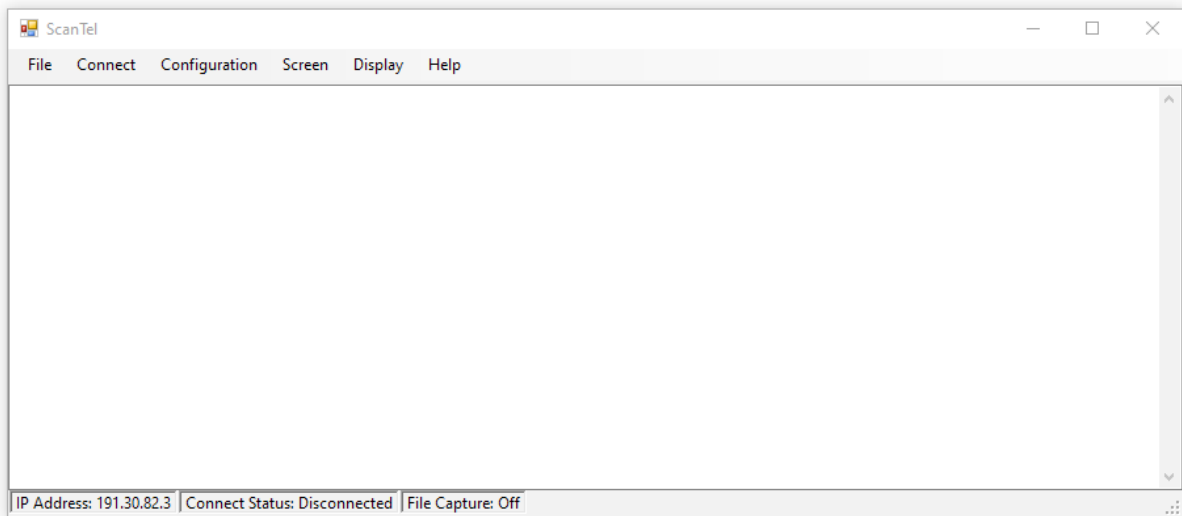 ScanTel
File Connect Configuration Screen Display Help
IP Address: 191.30.82.3 Connect Status: Disconnected File Capture: Off